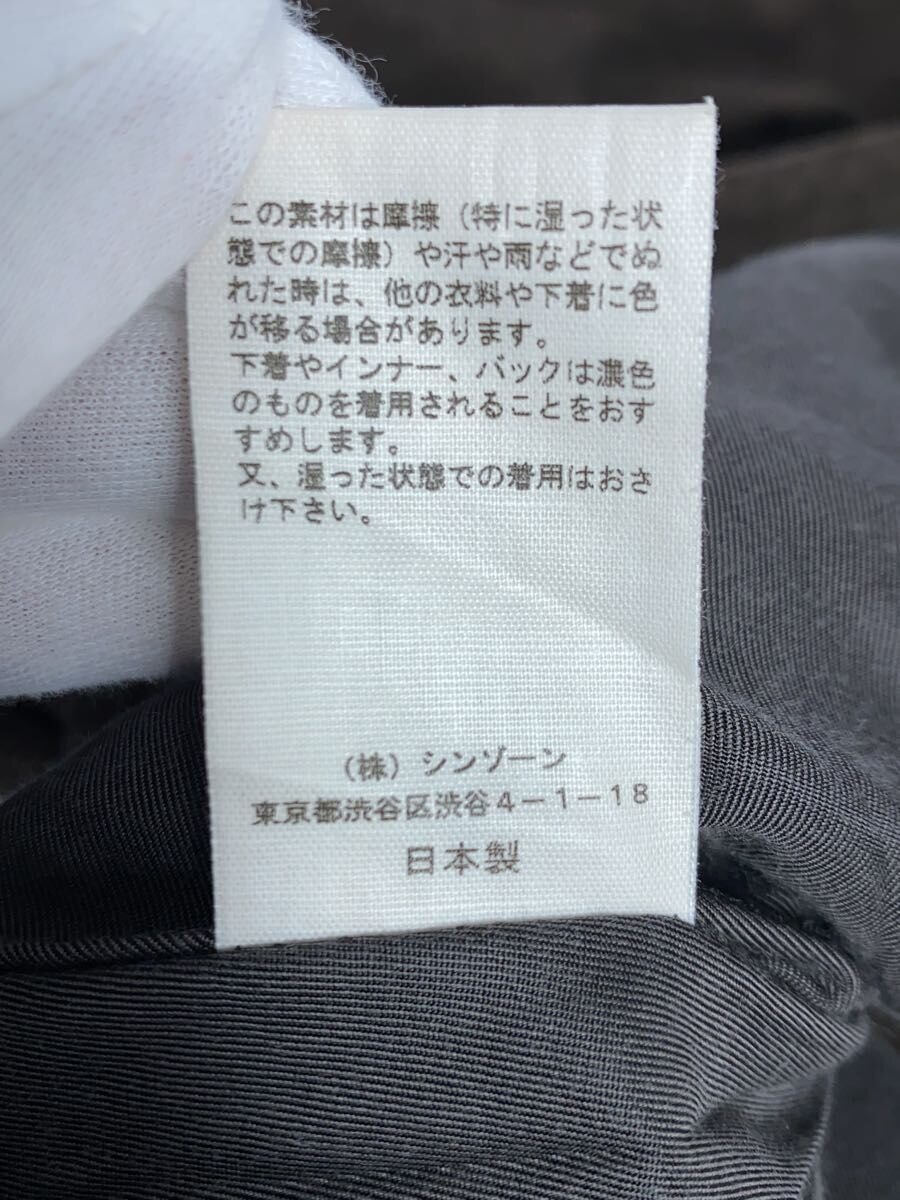 この素材は摩擦（特に湿った状
態での摩擦）や汗や雨などでぬ
れた時は、他の衣料や下着に色
が移る場合があります。
下着やインナー、バックは濃色
のものを着用されることをおす
すめします。
又、湿った状態での着用はおさ
け下さい。
（株）シンゾーン
東京都渋谷区渋谷４－１－１８
日本製